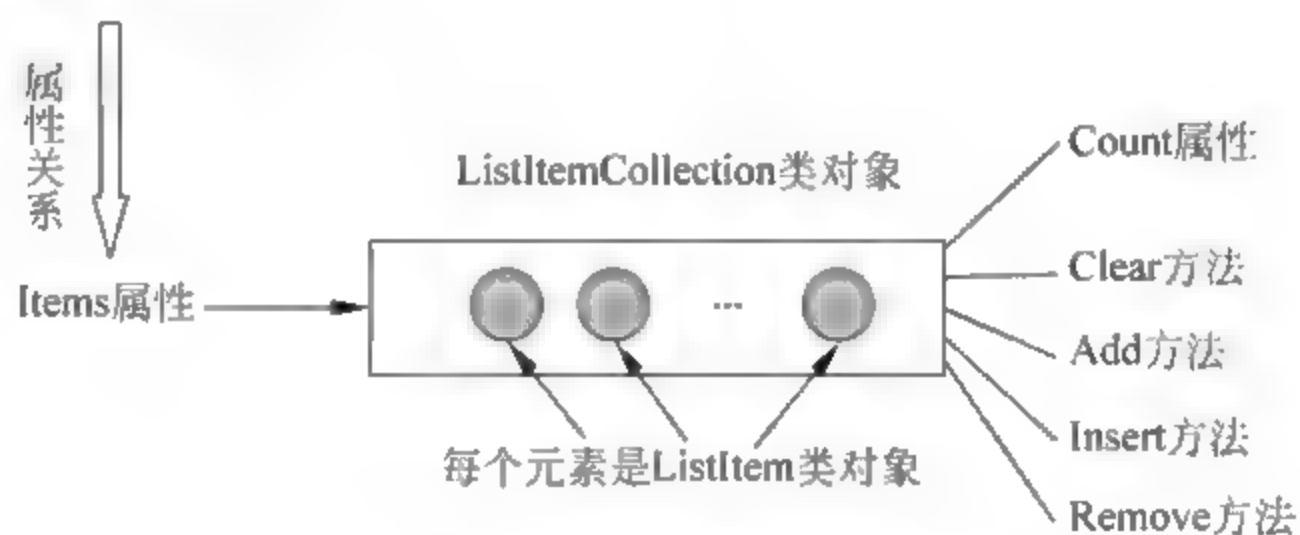 属性关系
Count属性
ListItemCollection类对象
Clear方法
Items属性
...
Add方法
Insert方法
每个元素是ListItem类对象
Remove方法